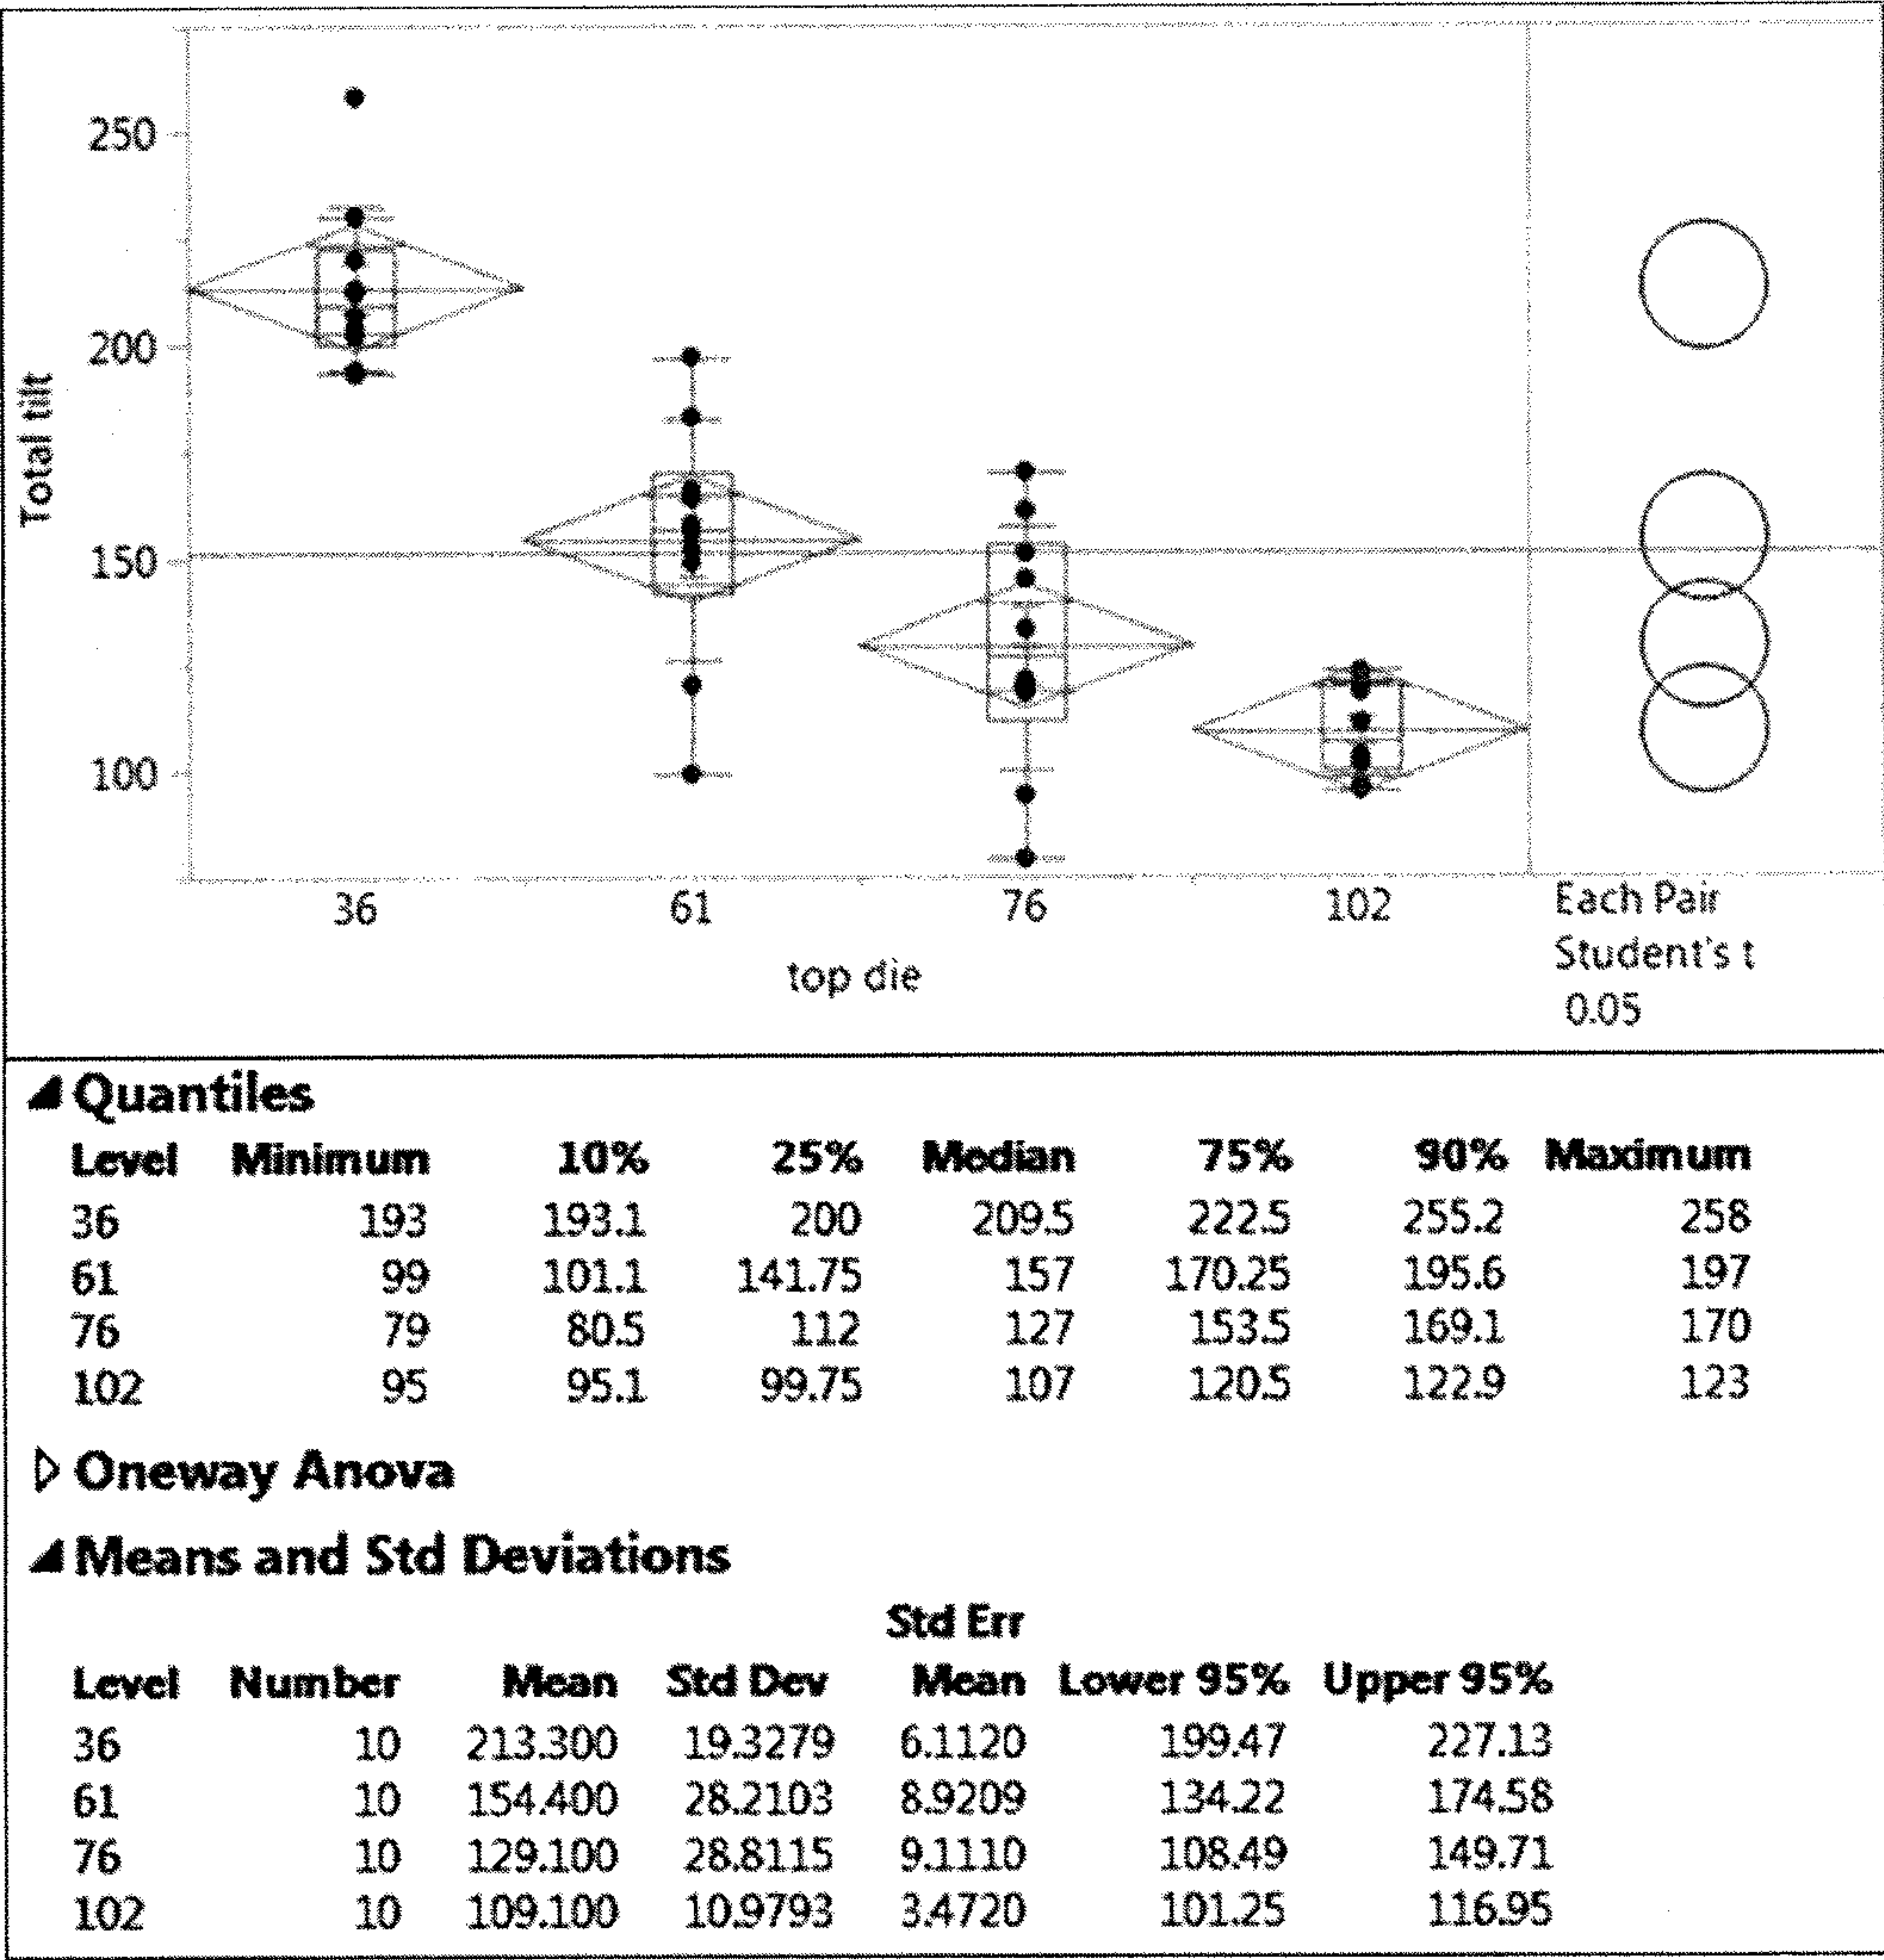 250
200
150
100
Total tilt
36 61 76 102
top die
Each Pair
Student's t
0.05
Quantiles
Level Minimum 10% 25% Median 75% 90% Maximum
36 193 193.1 200 209.5 222.5 255.2 258
61 99 101.1 141.75 157 170.25 195.6 197
76 79 80.5 112 127 153.5 169.1 170
102 95 95.1 99.75 107 120.5 122.9 123
Oneway Anova
Means and Std Deviations
Std Err
Level Number Mean Std Dev Mean Lower 95% Upper 95%
36 10 213.300 19.3279 6.1120 199.47 227.13
61 10 154.400 28.2103 8.9209 134.22 174.58
76 10 129.100 28.8115 9.1110 108.49 149.71
102 10 109.100 10.9793 3.4720 101.25 116.95